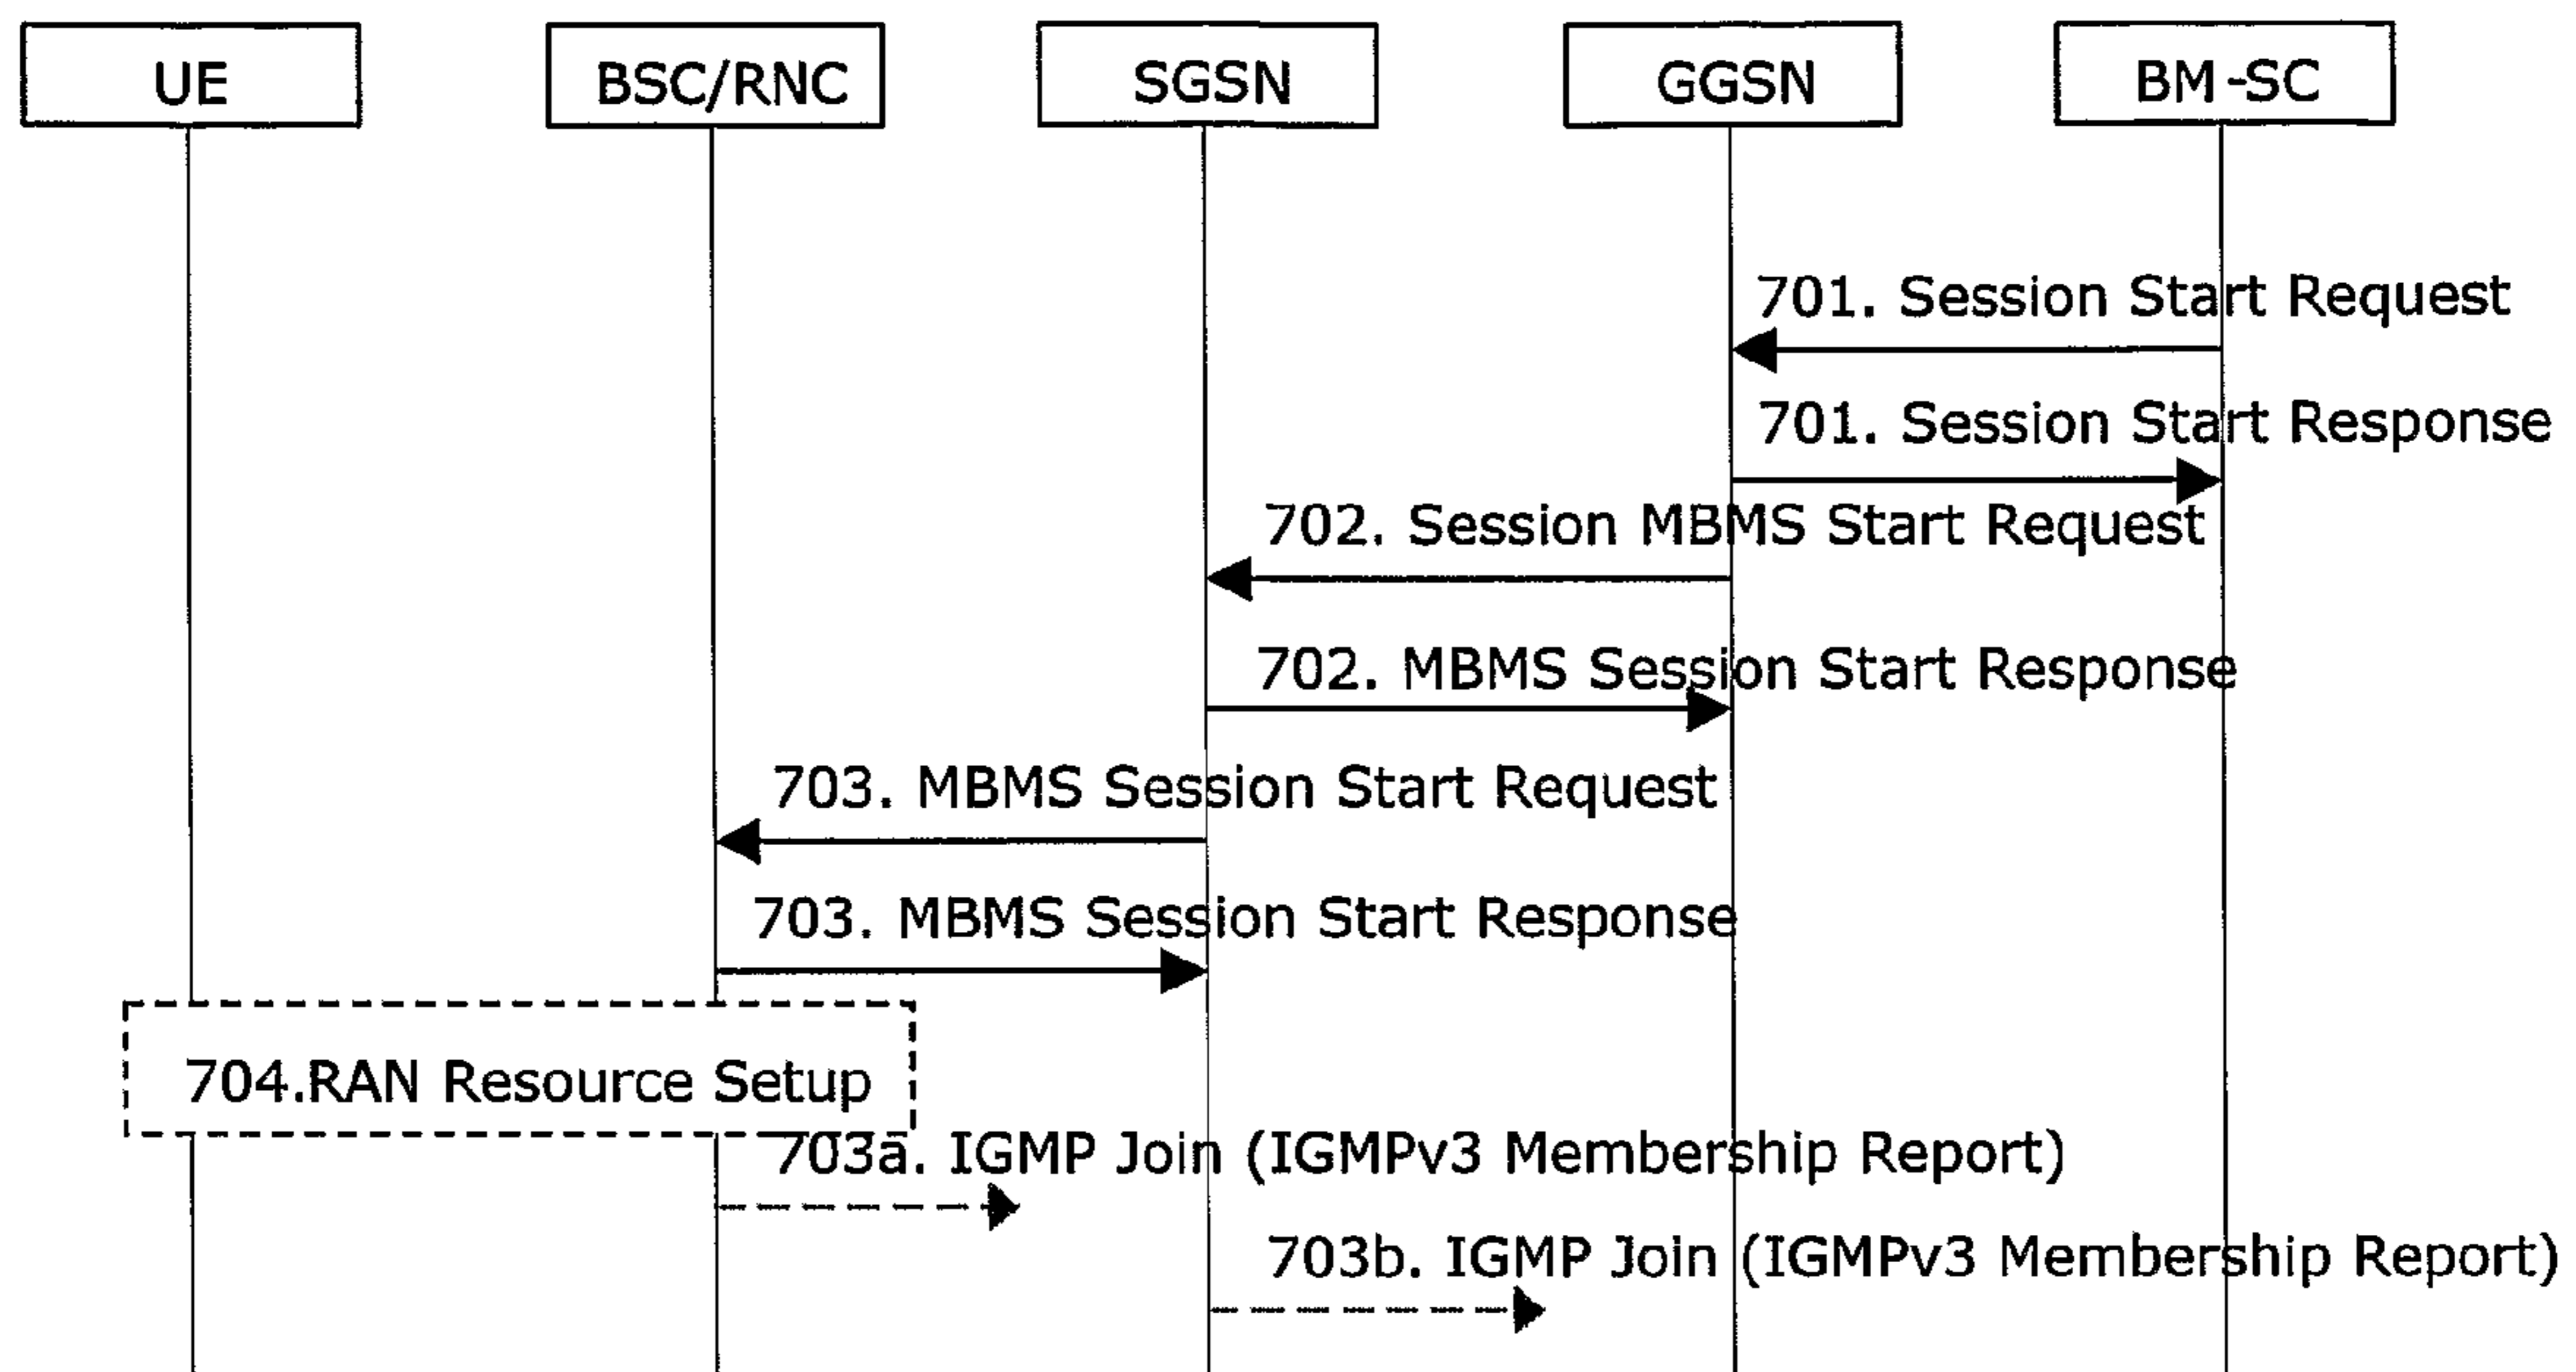 UE
BSC/RNC
SGSN
GGSN
BM-SC
701. Session Start Request
701. Session Start Response
702. Session MBMS Start Request
702. MBMS Session Start Response
703. MBMS Session Start Request
703. MBMS Session Start Response
704.RAN Resource Setup
703a. IGMP Join (IGMPv3 Membership Report)
703b. IGMP Join (IGMPv3 Membership Report)